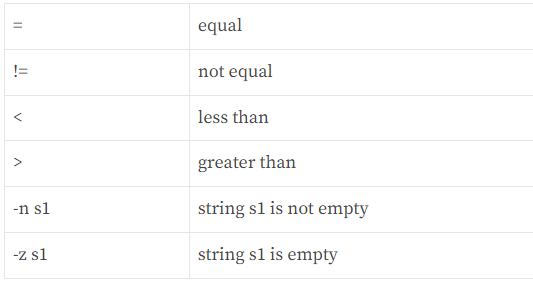 = equal
!= not equal
< less than
> greater than
-n s1 string s1 is not empty
-z s1 string s1 is empty